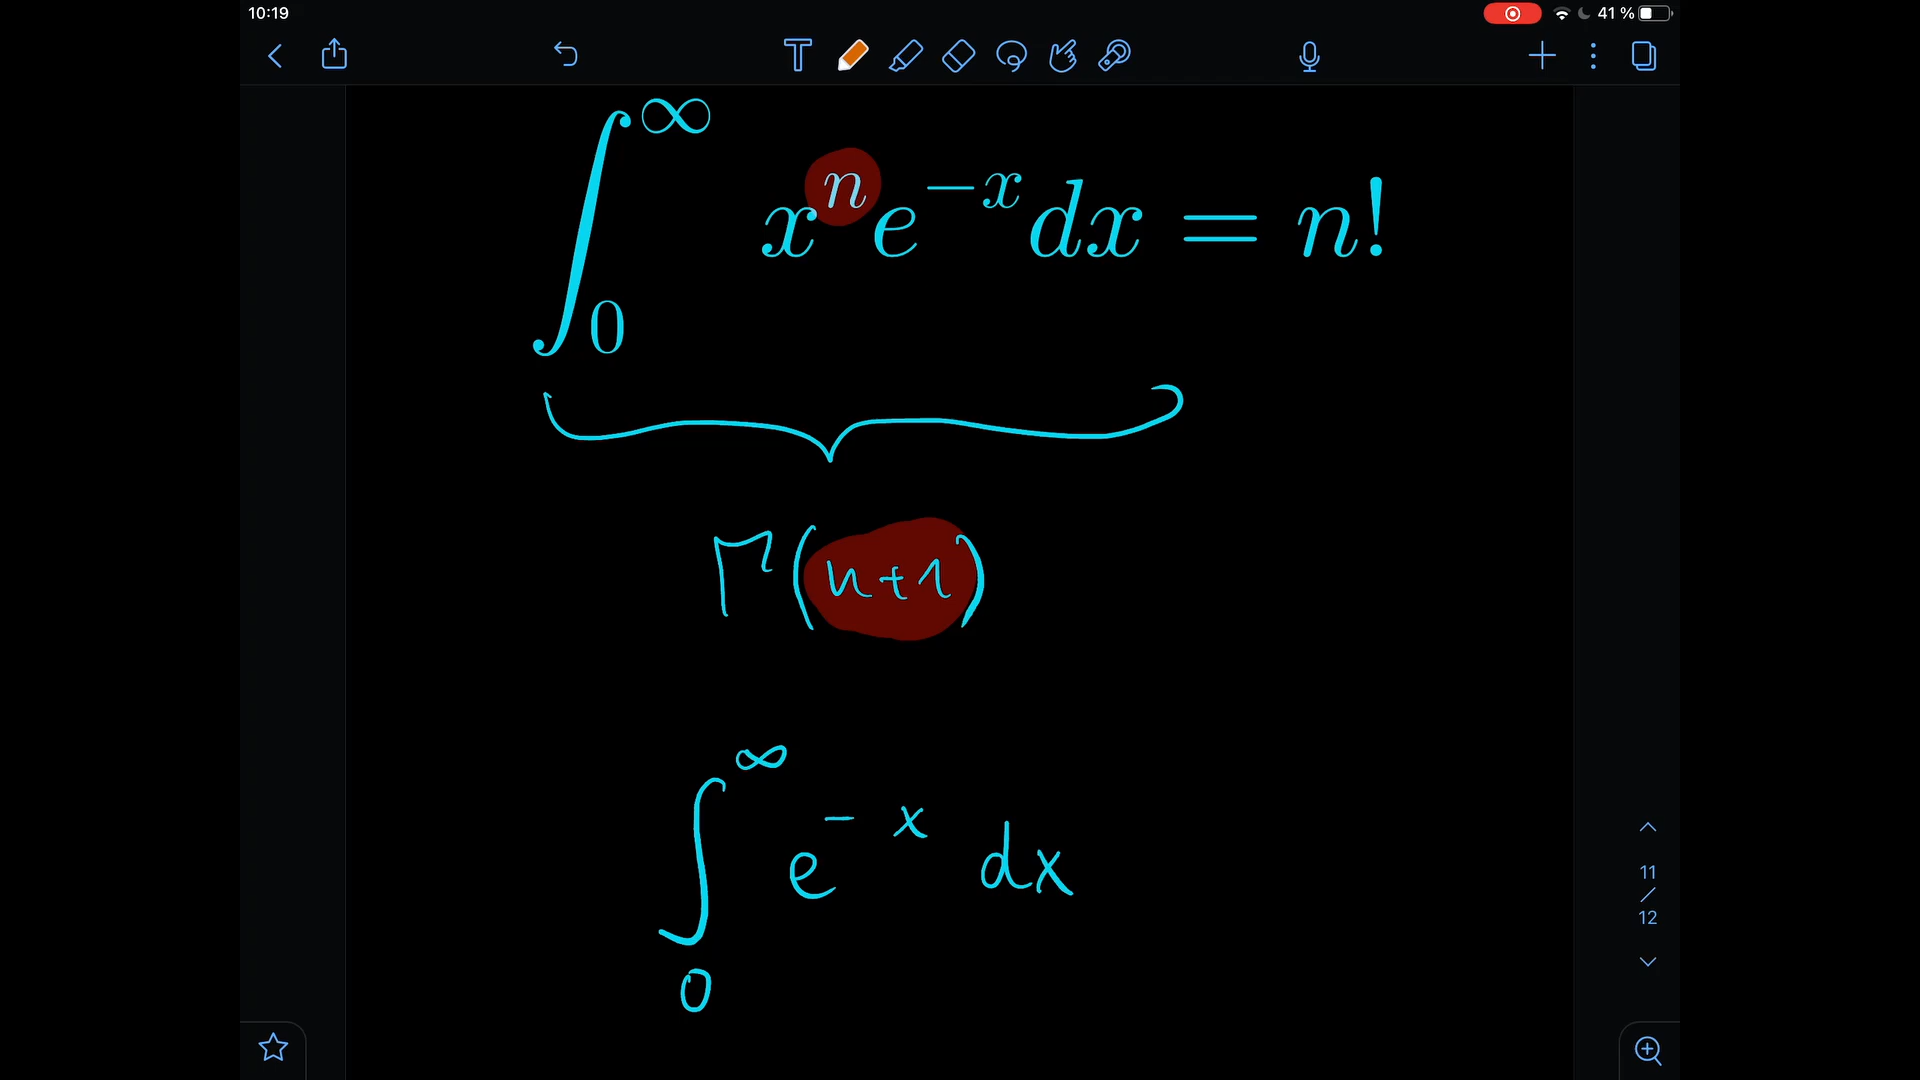 10:19
41 %
∫₀^∞ xⁿe⁻ˣdx = n!
Γ(n+1)
∫₀^∞ e⁻ˣ dx
11
/
12